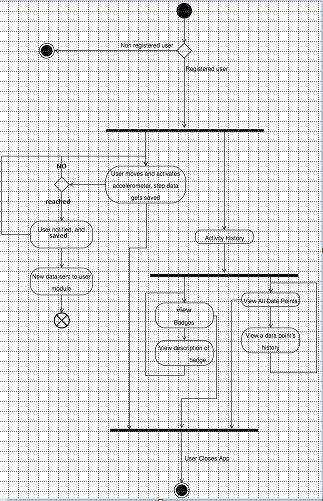 Non registered user
Registered user
NO
reached
User moves and activates
accelerometer, step data
gets saved
User notified, and
saved
Activity History
New data sent to user
module
View
Badges
View All Data Points
View description of
badge
View a data point's
history
User Closes App